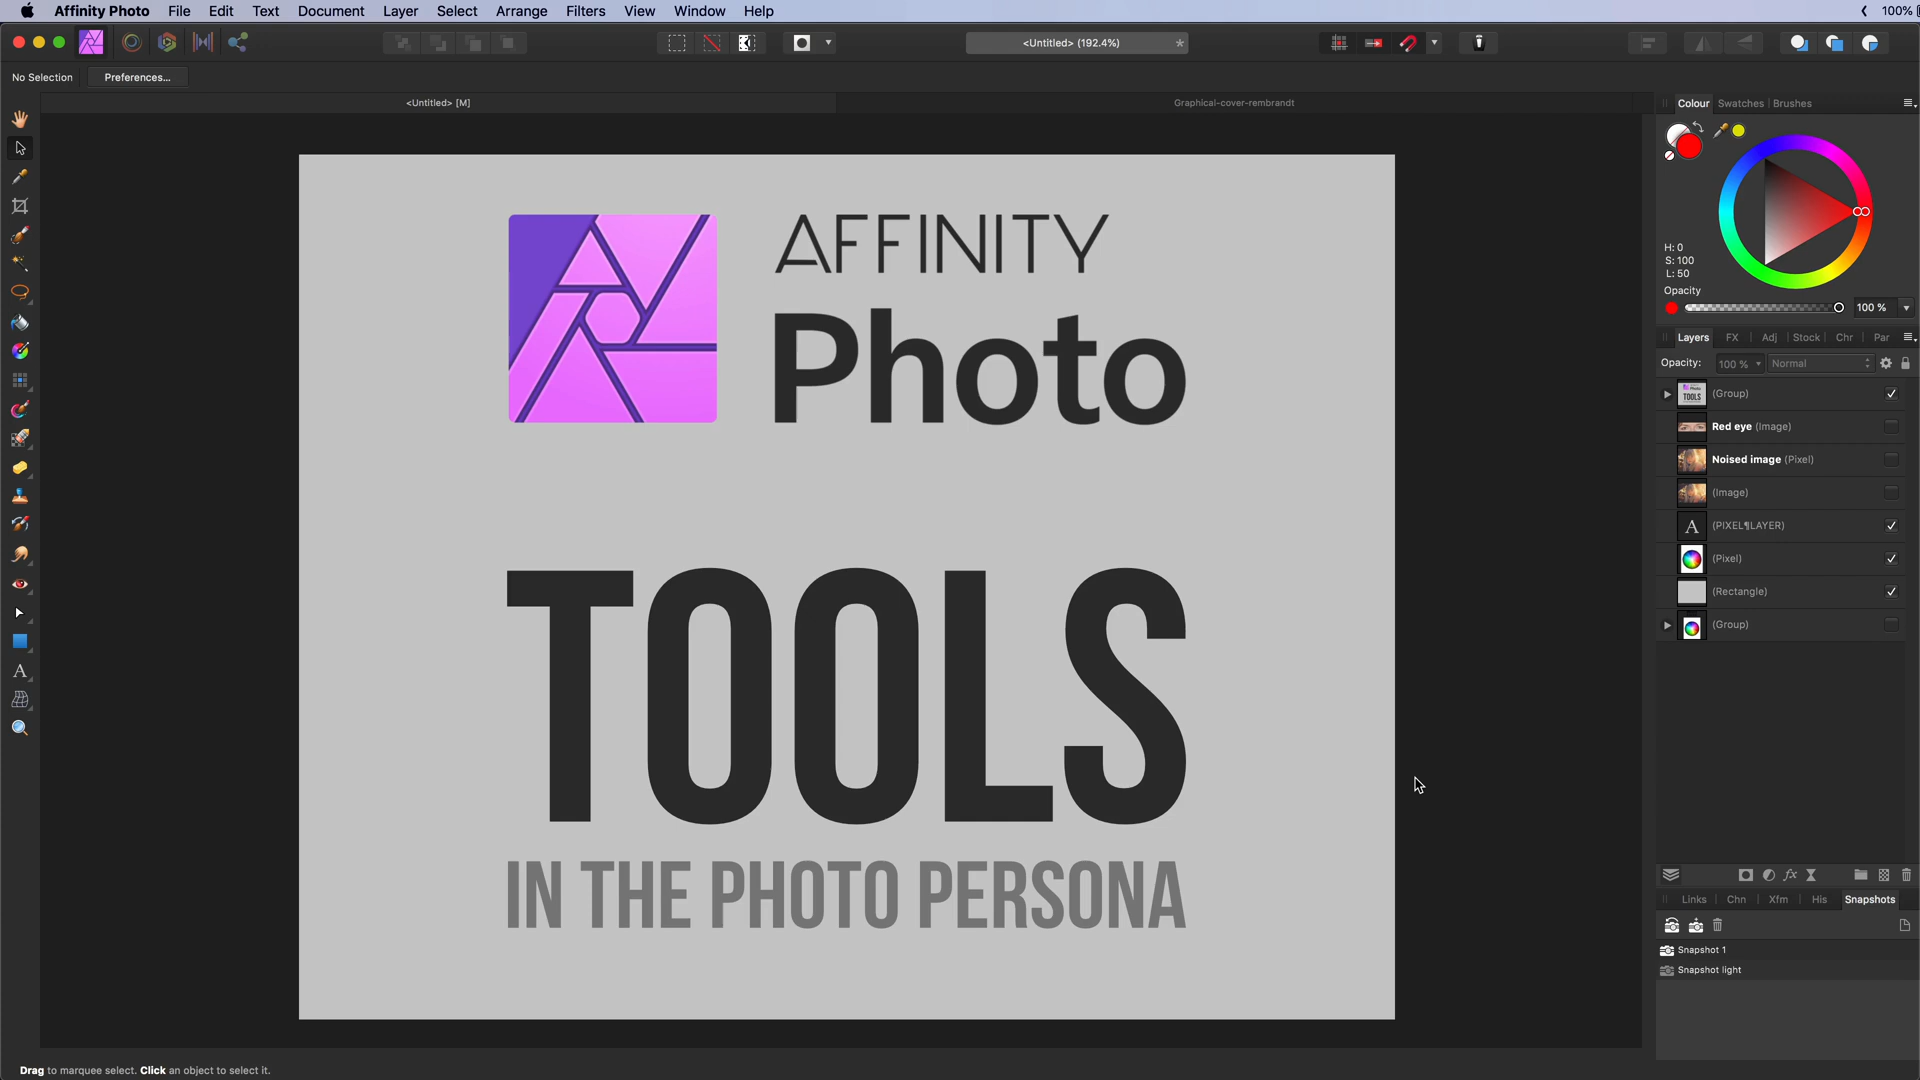 Affinity Photo File Edit Text Document Layer Select Arrange Filters View Window Help 100%
<Untitled> (192.4%) *
No Selection Preferences...
<Untitled> [M] Graphical-cover-rembrandt
Colour Swatches Brushes
H: 0
S: 100
L: 50
Opacity
100 %
Layers FX Adj Stock Chr Par
Opacity: 100 % Normal
(Group)
Red eye (Image)
Noised image (Pixel)
(Image)
A (PIXEL¶LAYER)
(Pixel)
(Rectangle)
(Group)
Links Chn Xfm His Snapshots
Snapshot 1
Snapshot light
AFFINITY
Photo
TOOLS
IN THE PHOTO PERSONA
Drag to marquee select. Click an object to select it.